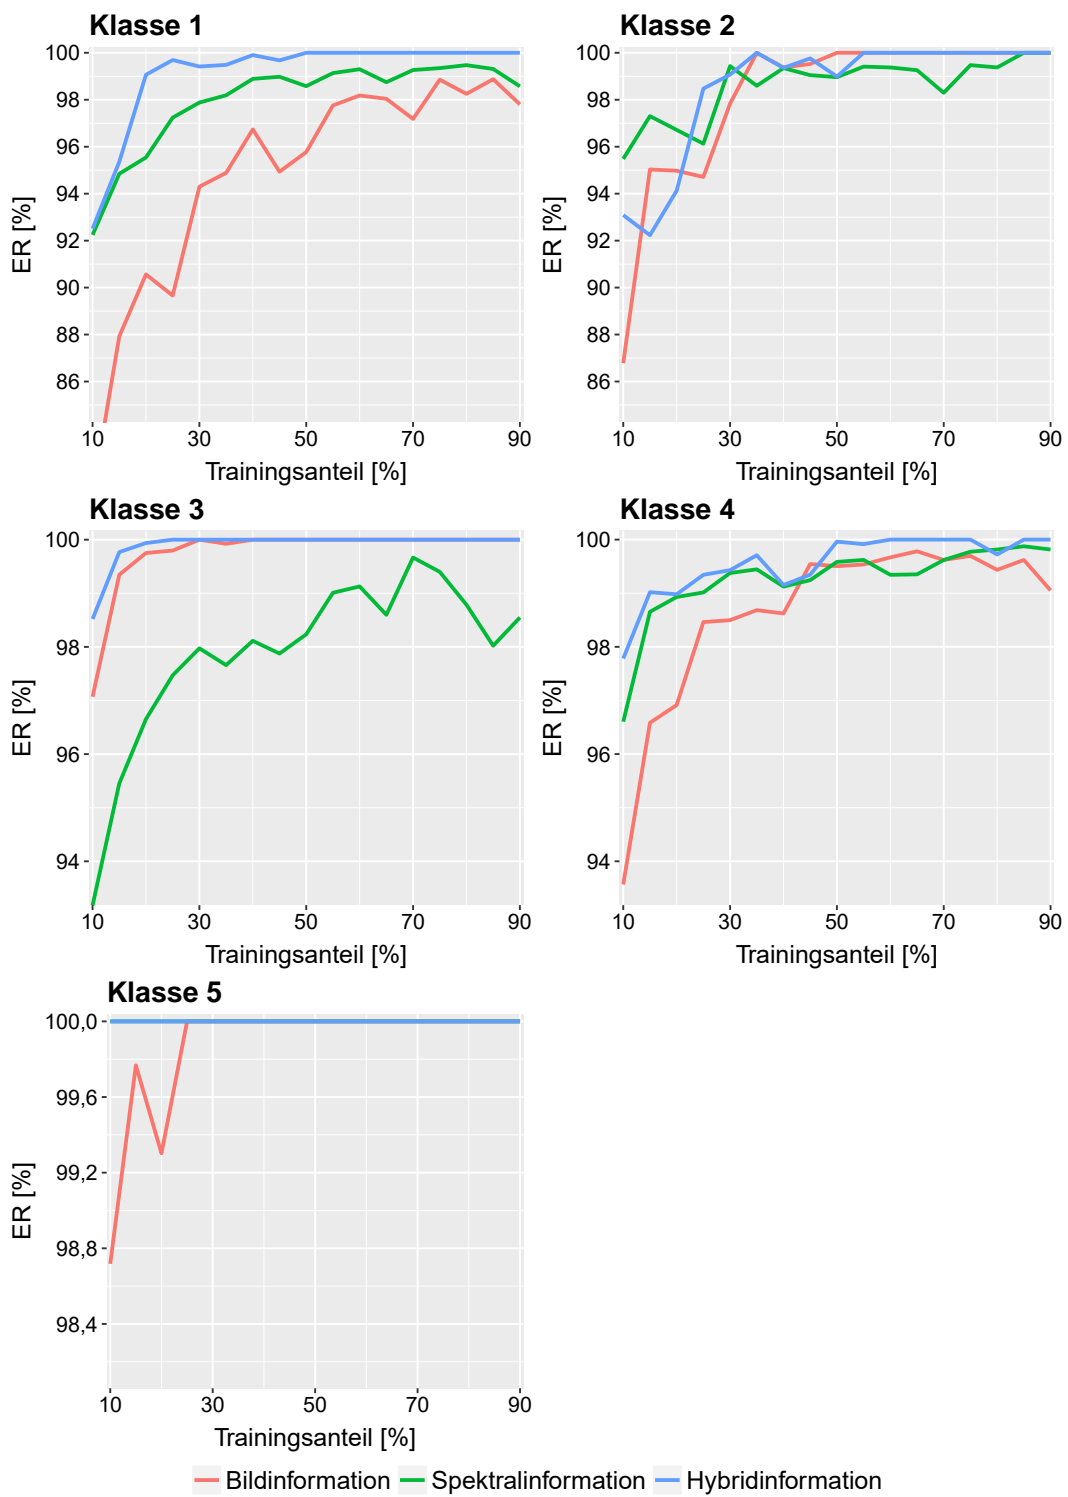 Klasse 1
100
98
96
94
92
90
88
86
ER [%]
10 30 50 70 90
Trainingsanteil [%]
Klasse 2
100
98
96
94
92
90
88
86
ER [%]
10 30 50 70 90
Trainingsanteil [%]
Klasse 3
100
98
96
94
ER [%]
10 30 50 70 90
Trainingsanteil [%]
Klasse 4
100
98
96
94
ER [%]
10 30 50 70 90
Trainingsanteil [%]
Klasse 5
100,0
99,6
99,2
98,8
98,4
ER [%]
10 30 50 70 90
Trainingsanteil [%]
Bildinformation Spektralinformation Hybridinformation